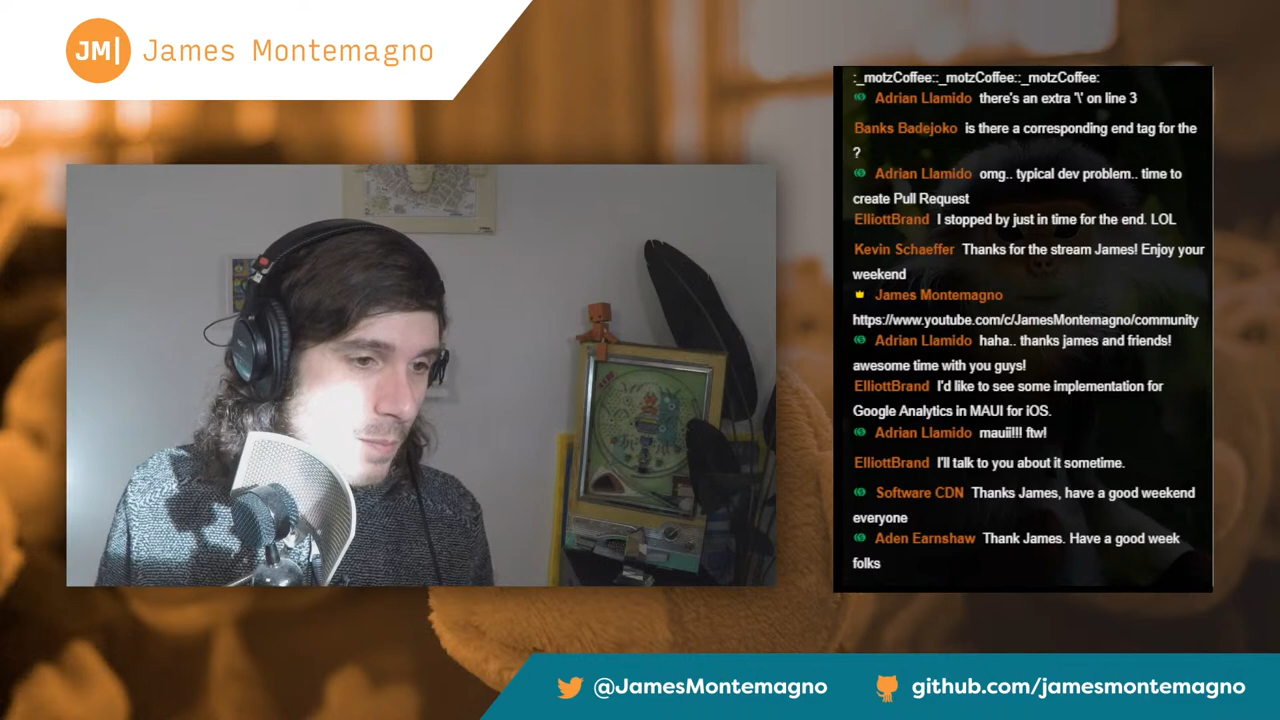 JM|
James Montemagno
:_motzCoffee::_motzCoffee::_motzCoffee:
Adrian Llamido there's an extra '\' on line 3
Banks Badejoko is there a corresponding end tag for the
?
Adrian Llamido omg.. typical dev problem.. time to
create Pull Request
ElliottBrand I stopped by just in time for the end. LOL
Kevin Schaeffer Thanks for the stream James! Enjoy your
weekend
James Montemagno
https://www.youtube.com/c/JamesMontemagno/community
Adrian Llamido haha.. thanks james and friends!
awesome time with you guys!
ElliottBrand I'd like to see some implementation for
Google Analytics in MAUI for iOS.
Adrian Llamido mauii!!! ftw!
ElliottBrand I'll talk to you about it sometime.
Software CDN Thanks James, have a good weekend
everyone
Aden Earnshaw Thank James. Have a good week
folks
@JamesMontemagno
github.com/jamesmontemagno